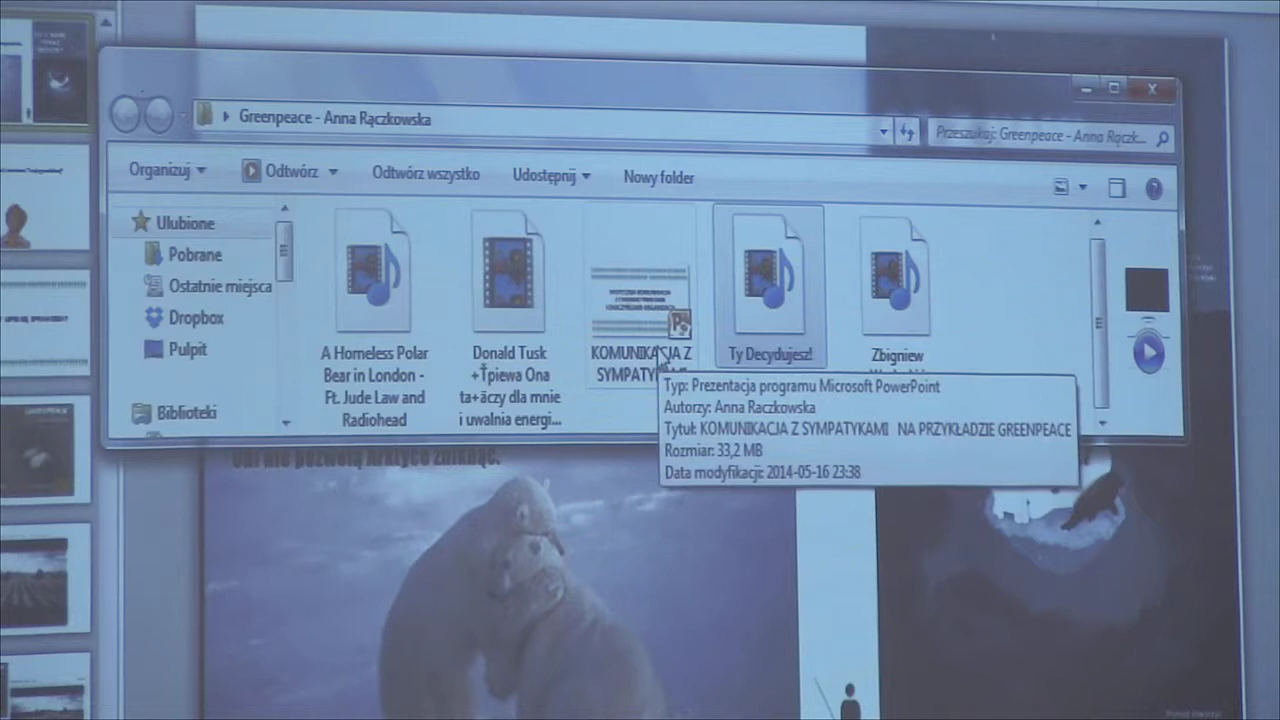 Greenpeace - Anna Rączkowska
Przeszukaj: Greenpeace - Anna Rączk...
Organizuj
Odtwórz
Odtwórz wszystko
Udostępnij
Nowy folder
Ulubione
Pobrane
Ostatnie miejsca
Dropbox
Pulpit
Biblioteki
A Homeless Polar
Bear in London -
Ft. Jude Law and
Radiohead
Donald Tusk
+Ťpiewa Ona
ta+äczy dla mnie
i uwalnia energi...
KOMUNIKACJA Z
Ty Decydujesz!
Zbigniew
Typ: Prezentacja programu Microsoft PowerPoint
Autorzy: Anna Raczkowska
Tytuł: KOMUNIKACJA Z SYMPATYKAMI NA PRZYKŁADZIE GREENPEACE
Rozmiar: 33,2 MB
Data modyfikacji: 2014-05-16 23:38